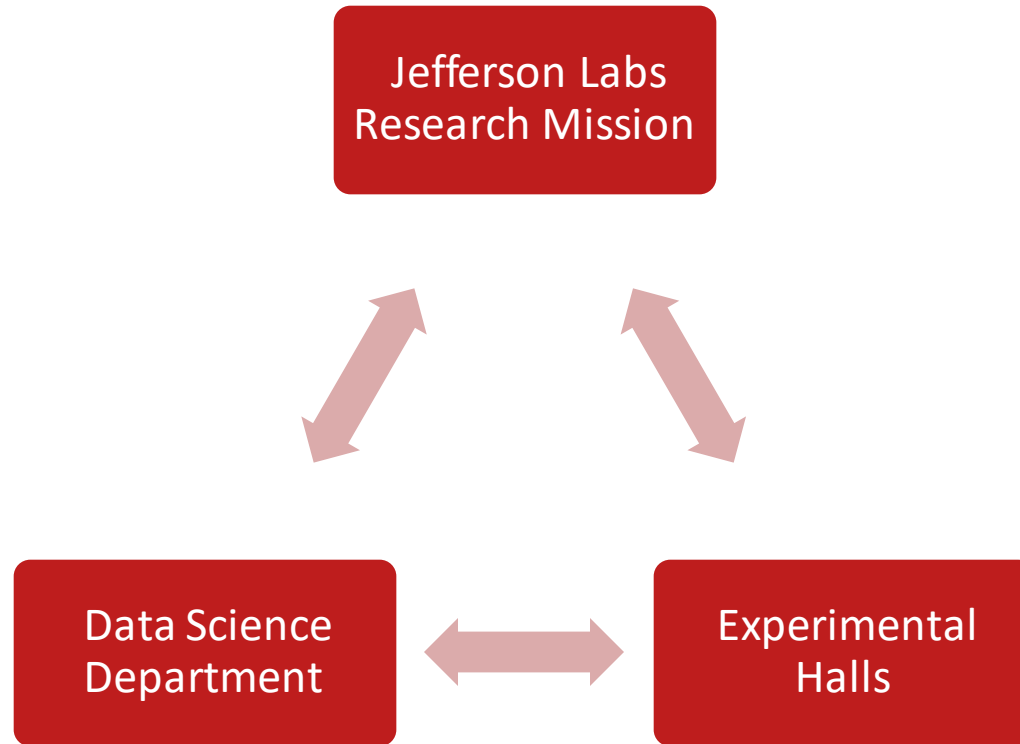 Jefferson Labs
Research Mission
Data Science
Department
Experimental
Halls